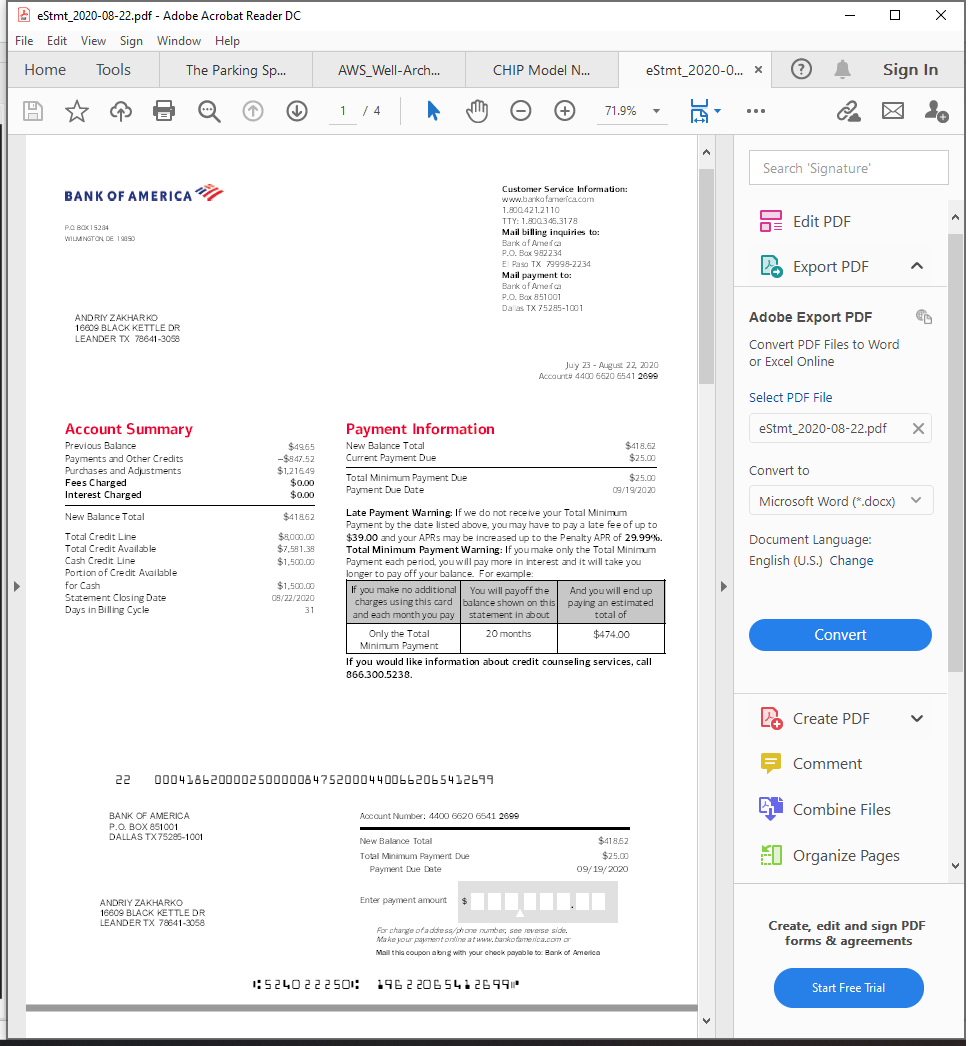 eStmt_2020-08-22.pdf - Adobe Acrobat Reader DC
File Edit View Sign Window Help
Home Tools The Parking Sp... AWS_Well-Arch... CHIP Model N... eStmt_2020-0... × ? Sign In
1 / 4 71.9%
BANK OF AMERICA
P.O. BOX 15284
WILMINGTON, DE 19850
Customer Service Information:
www.bankofamerica.com
1.800.421.2110
TTY: 1.800.346.3178
Mail billing inquiries to:
Bank of America
P.O. Box 982234
El Paso TX 79998-2234
Mail payment to:
Bank of America
P.O. Box 851001
Dallas TX 75285-1001
ANDRIY ZAKHARKO
16609 BLACK KETTLE DR
LEANDER TX 78641-3058
July 23 - August 22, 2020
Account# 4400 6620 6541 2699
Account Summary
Previous Balance $49.65
Payments and Other Credits –$847.52
Purchases and Adjustments $1,216.49
Fees Charged $0.00
Interest Charged $0.00
New Balance Total $418.62
Total Credit Line $8,000.00
Total Credit Available $7,581.38
Cash Credit Line $1,500.00
Portion of Credit Available
for Cash $1,500.00
Statement Closing Date 08/22/2020
Days in Billing Cycle 31
Payment Information
New Balance Total $418.62
Current Payment Due $25.00
Total Minimum Payment Due $25.00
Payment Due Date 09/19/2020
Late Payment Warning: If we do not receive your Total Minimum
Payment by the date listed above, you may have to pay a late fee of up to
$39.00 and your APRs may be increased up to the Penalty APR of 29.99%.
Total Minimum Payment Warning: If you make only the Total Minimum
Payment each period, you will pay more in interest and it will take you
longer to pay off your balance. For example:
If you make no additional charges using this card and each month you pay
You will payoff the balance shown on this statement in about
And you will end up paying an estimated total of
Only the Total Minimum Payment 20 months $474.00
If you would like information about credit counseling services, call
866.300.5238.
22 0004186200002500000847520004400662065412699
BANK OF AMERICA
P.O. BOX 851001
DALLAS TX 75285-1001
Account Number: 4400 6620 6541 2699
New Balance Total $418.62
Total Minimum Payment Due $25.00
Payment Due Date 09/19/2020
ANDRIY ZAKHARKO
16609 BLACK KETTLE DR
LEANDER TX 78641-3058
Enter payment amount $ .
For change of address/phone number, see reverse side.
Make your payment online at www.bankofamerica.com or
Mail this coupon along with your check payable to: Bank of America
⑆524022250⑆ 19622065412699⑈
Search 'Signature'
Edit PDF
Export PDF
Adobe Export PDF
Convert PDF Files to Word
or Excel Online
Select PDF File
eStmt_2020-08-22.pdf
Convert to
Microsoft Word (*.docx)
Document Language:
English (U.S.) Change
Convert
Create PDF
Comment
Combine Files
Organize Pages
Create, edit and sign PDF
forms & agreements
Start Free Trial